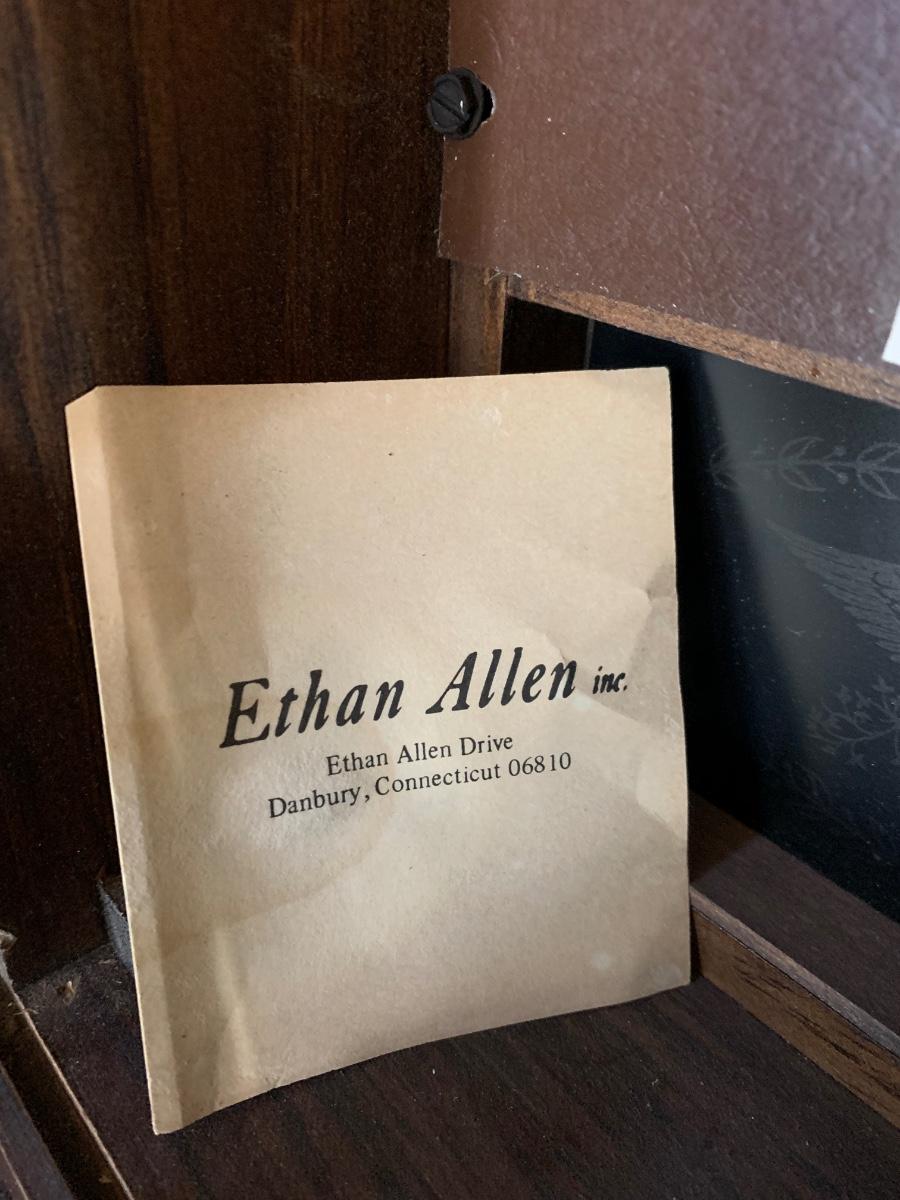 Ethan Allen inc.
Ethan Allen Drive
Danbury, Connecticut 06810